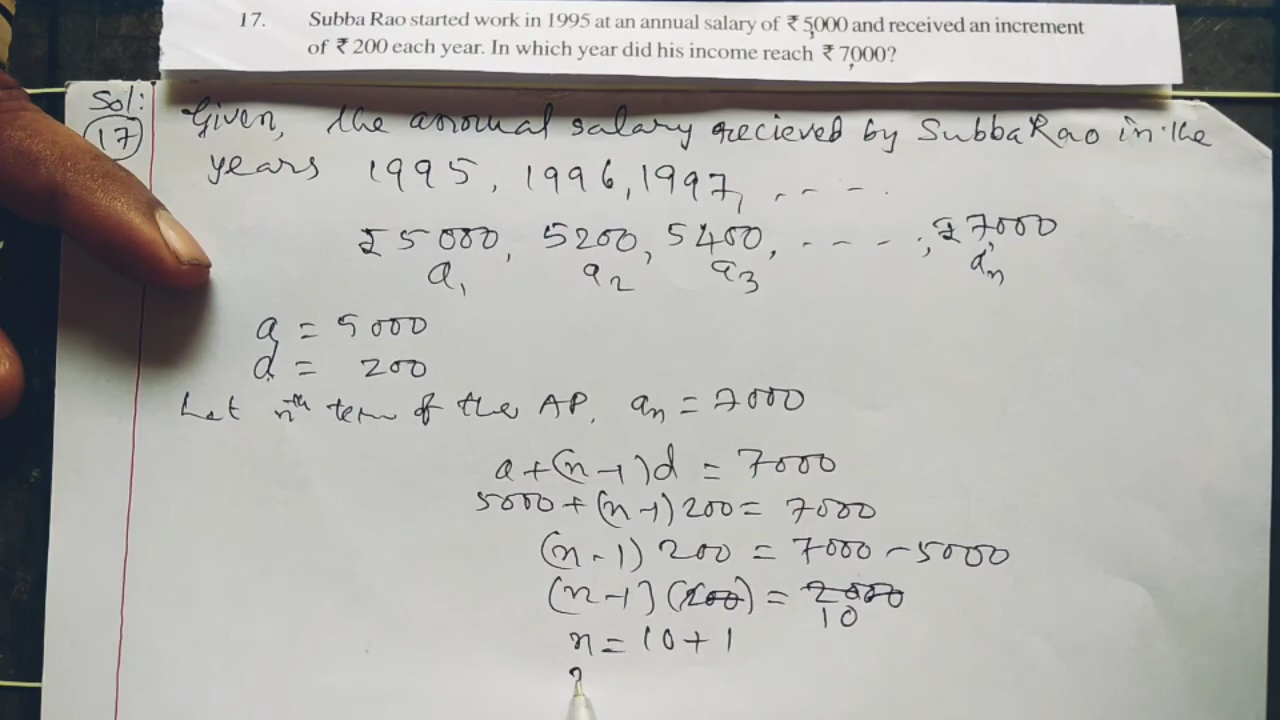 17. Subba Rao started work in 1995 at an annual salary of ₹ 5000 and received an increment
of ₹ 200 each year. In which year did his income reach ₹ 7000?
Sol:
17
Given, the annual salary recieved by Subba Rao in the
years 1995, 1996, 1997, - - - .
₹ 5000, 5200, 5400, - - - - , ₹ 7000
a₁ a₂ a₃ aₙ
a = 5000
d = 200
Let nth term of the AP, aₙ = 7000
a + (n-1)d = 7000
5000 + (n-1) 200 = 7000
(n-1) 200 = 7000 - 5000
(n-1) (200) = 2000
10
n = 10 + 1